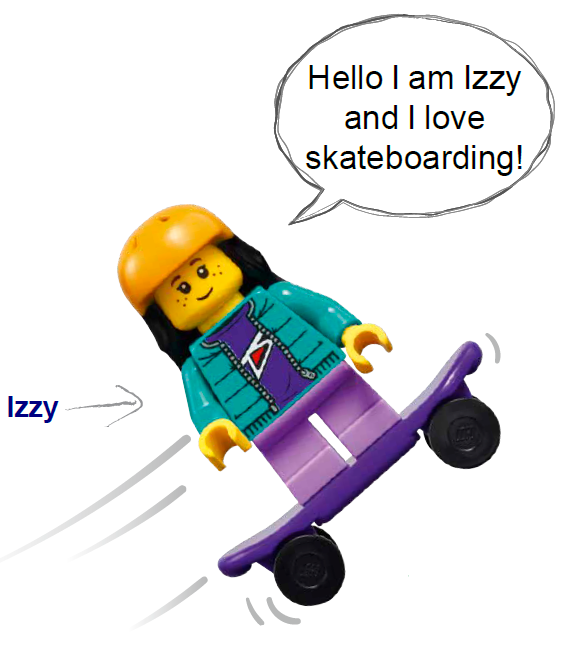 Hello I am Izzy
and I love
skateboarding!
Izzy